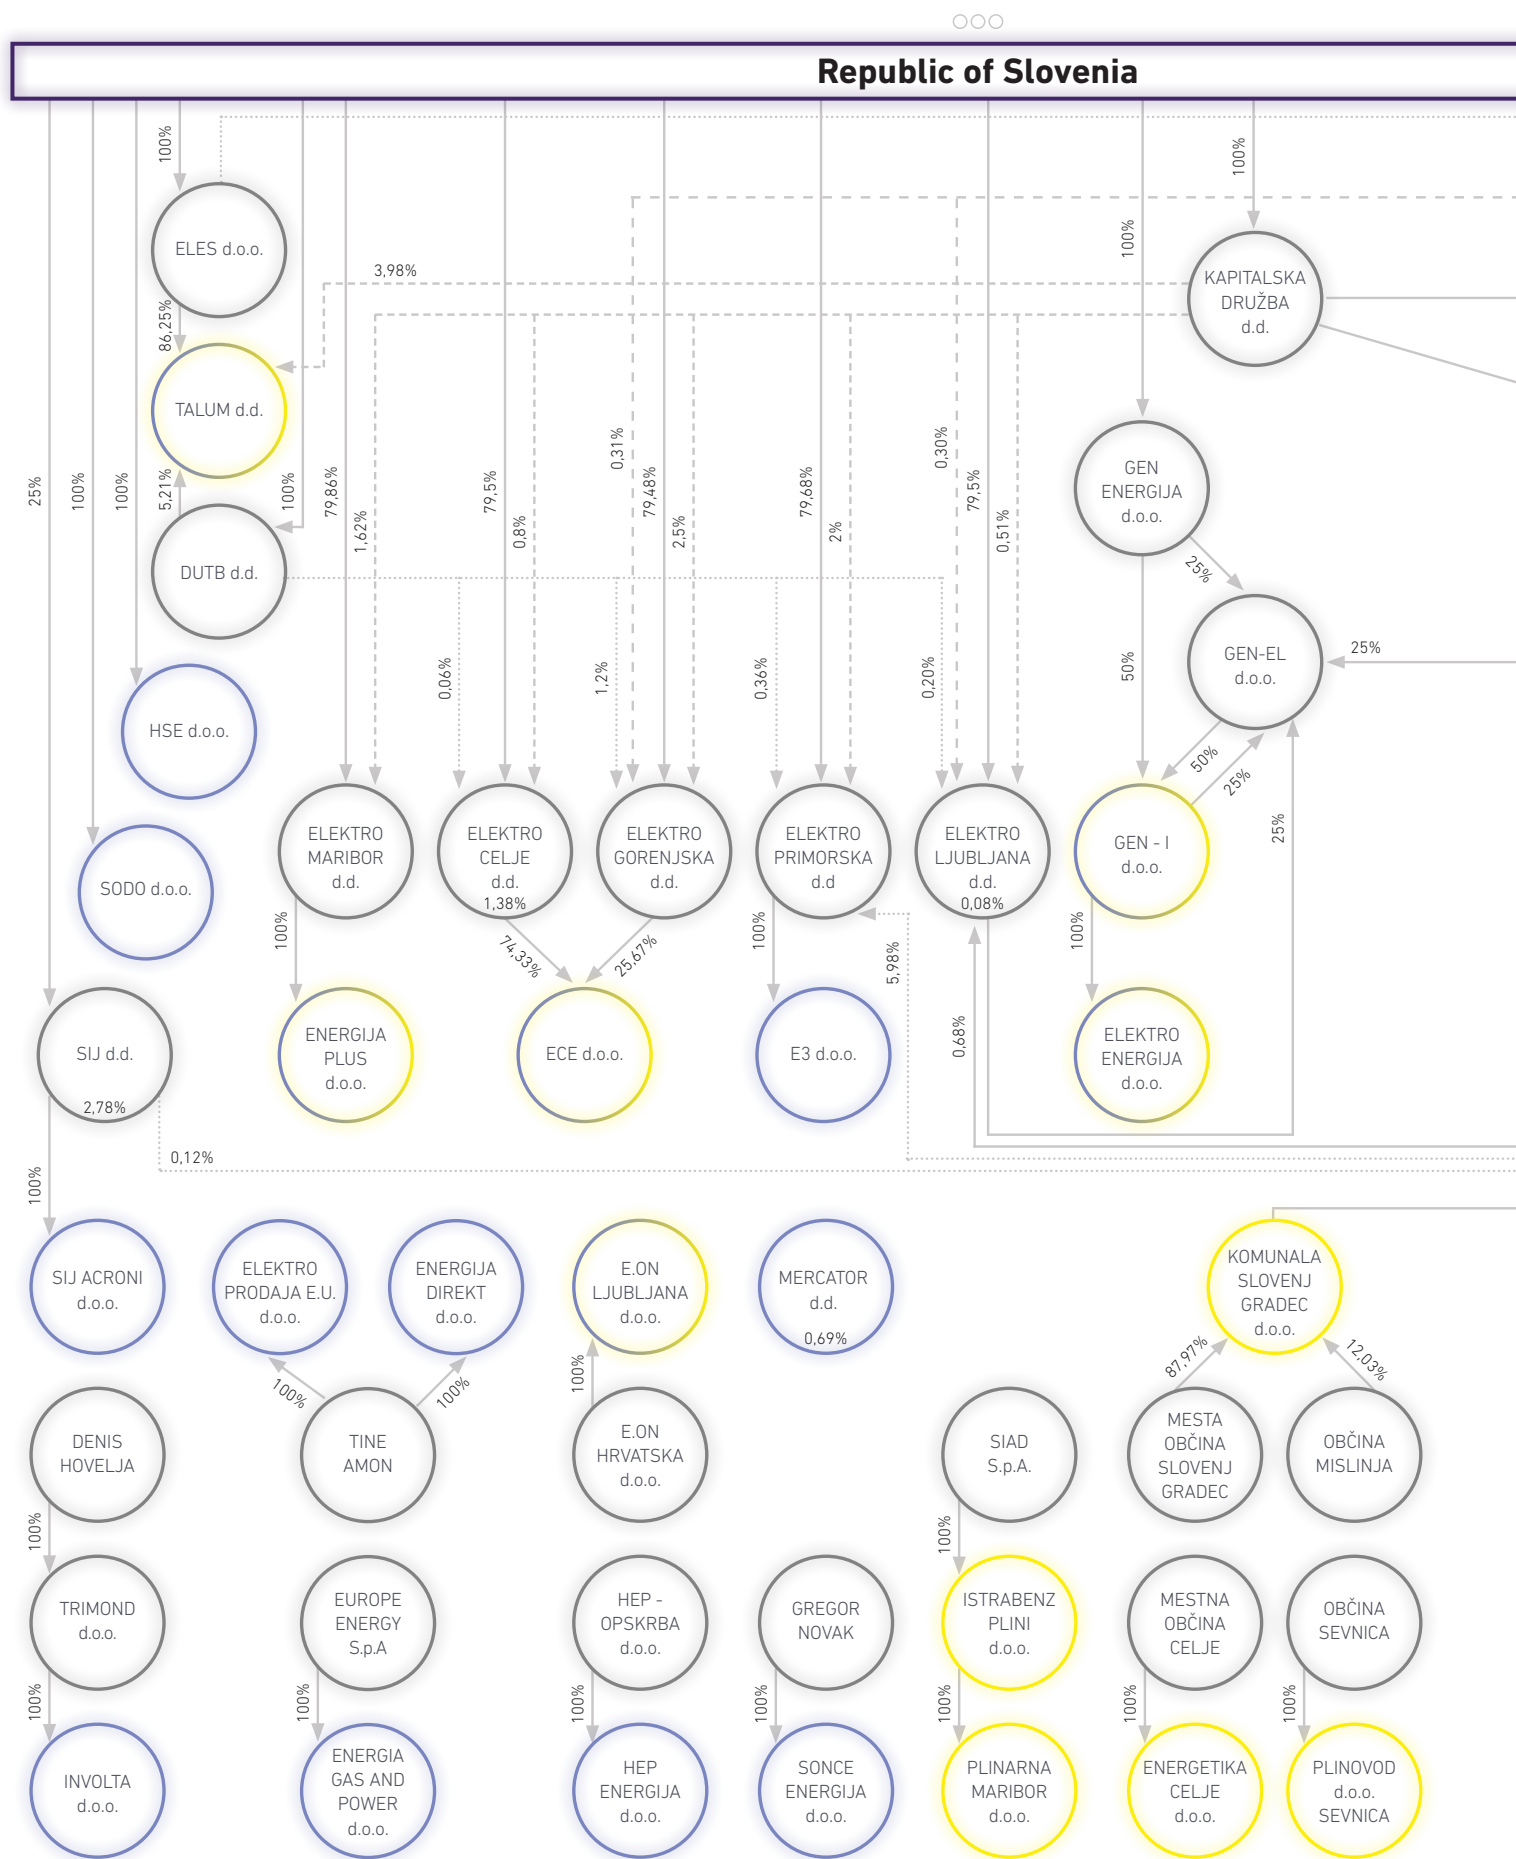 Republic of Slovenia
100%
ELES d.o.o.
86,25%
TALUM d.d.
5,21%
DUTB d.d.
100%
3,98%
100%
KAPITALSKA
DRUŽBA
d.d.
100%
GEN
ENERGIJA
d.o.o.
25%
50%
GEN-EL
d.o.o.
25%
50%
25%
25%
25%
100%
100%
79,86%
1,62%
79,5%
0,8%
0,31%
79,48%
2,5%
79,68%
2%
0,30%
79,5%
0,51%
0,06%
1,2%
0,36%
0,20%
HSE d.o.o.
SODO d.o.o.
ELEKTRO
MARIBOR
d.d.
ELEKTRO
CELJE
d.d.
1,38%
ELEKTRO
GORENJSKA
d.d.
ELEKTRO
PRIMORSKA
d.d
ELEKTRO
LJUBLJANA
d.d.
0,08%
GEN - I
d.o.o.
100%
74,33%
25,67%
100%
5,98%
0,68%
100%
SIJ d.d.
2,78%
ENERGIJA
PLUS
d.o.o.
ECE d.o.o.
E3 d.o.o.
ELEKTRO
ENERGIJA
d.o.o.
0,12%
100%
SIJ ACRONI
d.o.o.
ELEKTRO
PRODAJA E.U.
d.o.o.
ENERGIJA
DIREKT
d.o.o.
E.ON
LJUBLJANA
d.o.o.
MERCATOR
d.d.
0,69%
KOMUNALA
SLOVENJ
GRADEC
d.o.o.
100%
100%
100%
87,97%
12,03%
DENIS
HOVELJA
TINE
AMON
E.ON
HRVATSKA
d.o.o.
SIAD
S.p.A.
MESTA
OBČINA
SLOVENJ
GRADEC
OBČINA
MISLINJA
100%
100%
TRIMOND
d.o.o.
EUROPE
ENERGY
S.p.A
HEP -
OPSKRBA
d.o.o.
GREGOR
NOVAK
ISTRABENZ
PLINI
d.o.o.
MESTNA
OBČINA
CELJE
OBČINA
SEVNICA
100%
100%
100%
100%
100%
100%
100%
INVOLTA
d.o.o.
ENERGIA
GAS AND
POWER
d.o.o.
HEP
ENERGIJA
d.o.o.
SONCE
ENERGIJA
d.o.o.
PLINARNA
MARIBOR
d.o.o.
ENERGETIKA
CELJE
d.o.o.
PLINOVOD
d.o.o.
SEVNICA